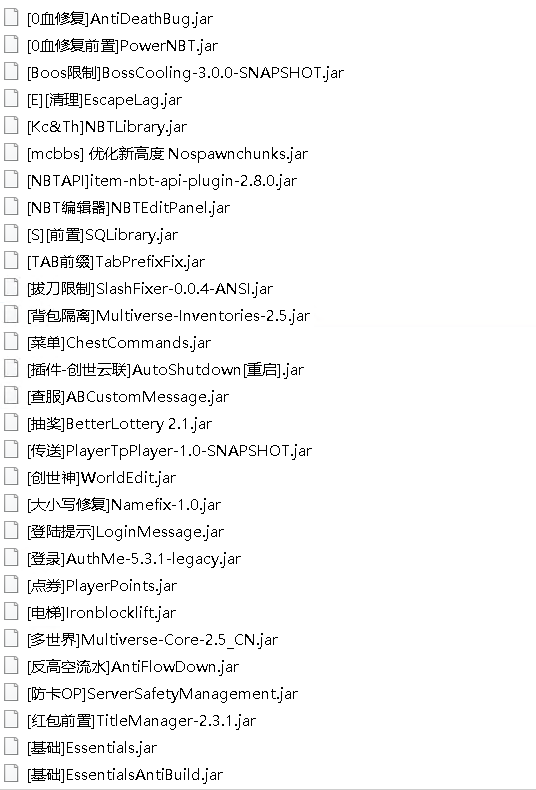 [0血修复]AntiDeathBug.jar
[0血修复前置]PowerNBT.jar
[Boos限制]BossCooling-3.0.0-SNAPSHOT.jar
[E][清理]EscapeLag.jar
[Kc&Th]NBTLibrary.jar
[mcbbs] 优化新高度 Nospawnchunks.jar
[NBTAPI]item-nbt-api-plugin-2.8.0.jar
[NBT编辑器]NBTEditPanel.jar
[S][前置]SQLibrary.jar
[TAB前缀]TabPrefixFix.jar
[拔刀限制]SlashFixer-0.0.4-ANSI.jar
[背包隔离]Multiverse-Inventories-2.5.jar
[菜单]ChestCommands.jar
[插件-创世云联]AutoShutdown[重启].jar
[查服]ABCustomMessage.jar
[抽奖]BetterLottery 2.1.jar
[传送]PlayerTpPlayer-1.0-SNAPSHOT.jar
[创世神]WorldEdit.jar
[大小写修复]Namefix-1.0.jar
[登陆提示]LoginMessage.jar
[登录]AuthMe-5.3.1-legacy.jar
[点券]PlayerPoints.jar
[电梯]Ironblocklift.jar
[多世界]Multiverse-Core-2.5_CN.jar
[反高空流水]AntiFlowDown.jar
[防卡OP]ServerSafetyManagement.jar
[红包前置]TitleManager-2.3.1.jar
[基础]Essentials.jar
[基础]EssentialsAntiBuild.jar